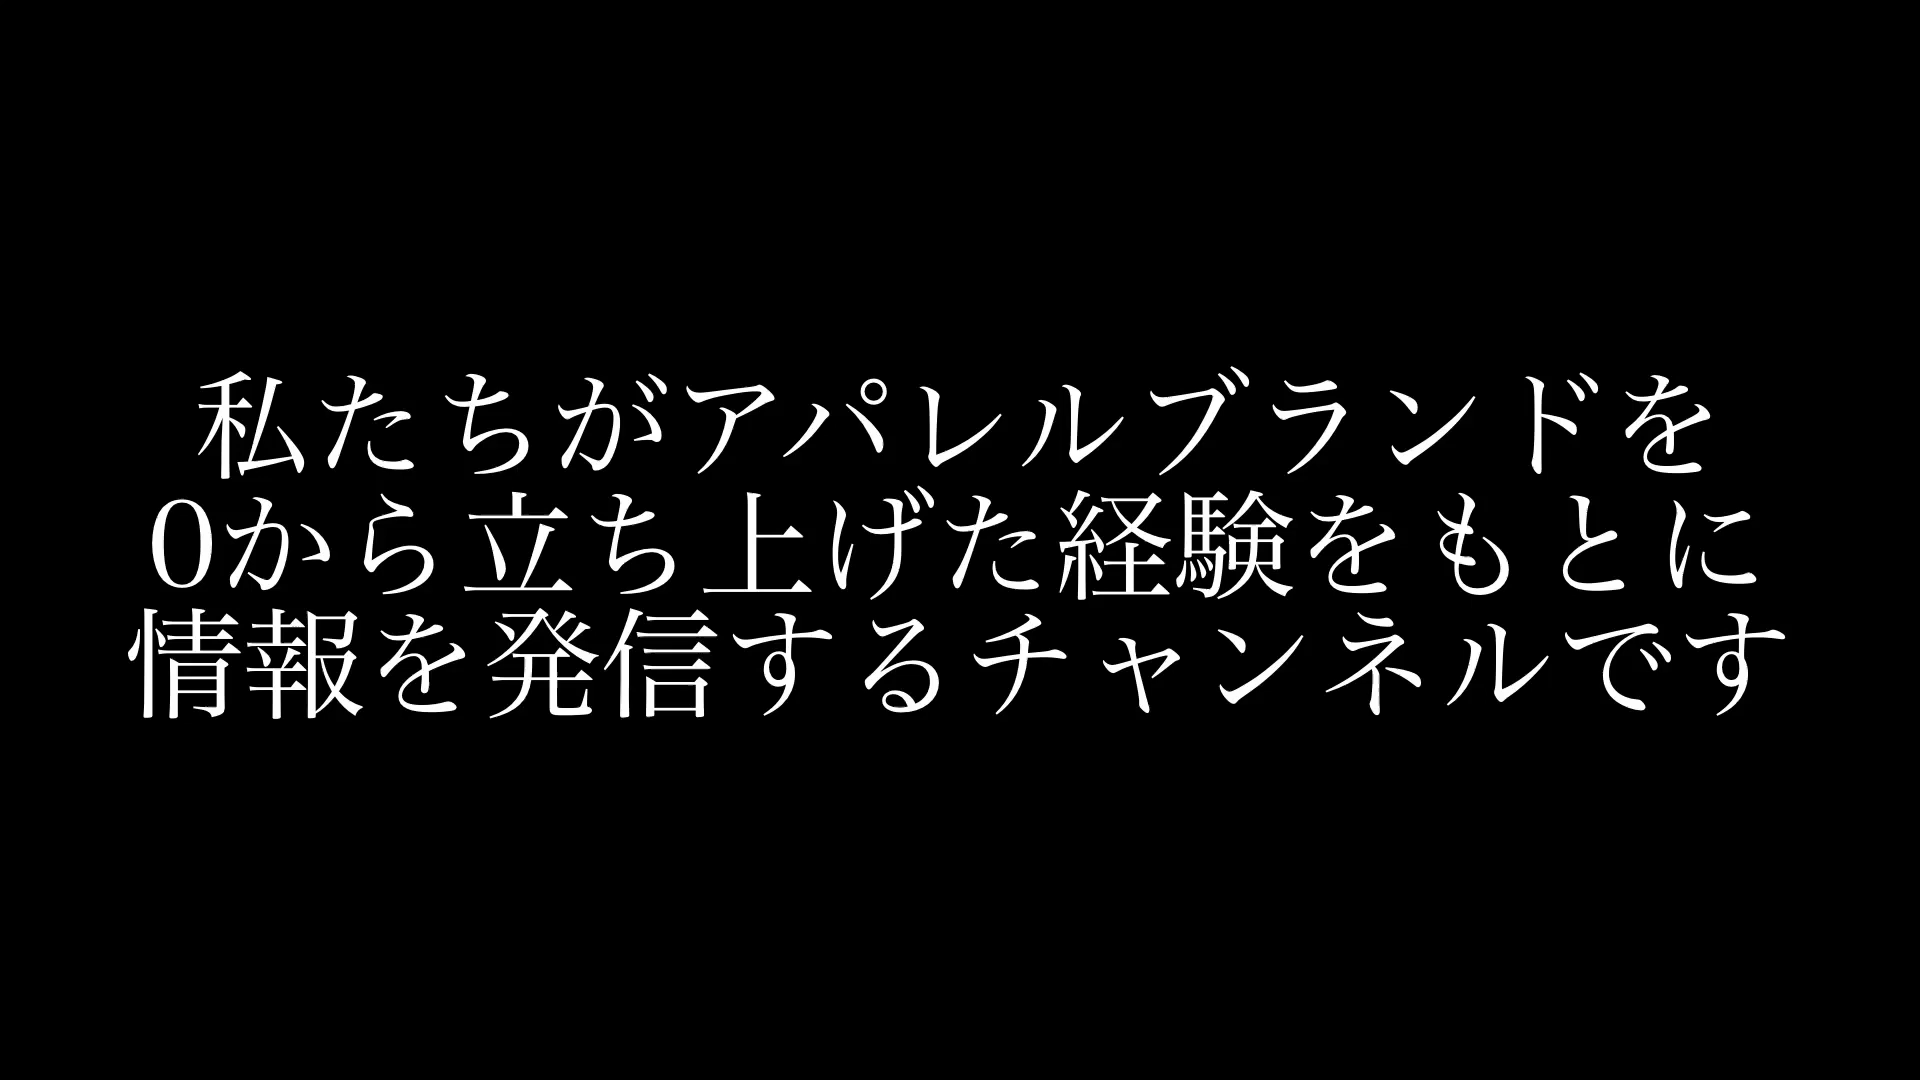 私たちがアパレルブランドを
0から立ち上げた経験をもとに
情報を発信するチャンネルです